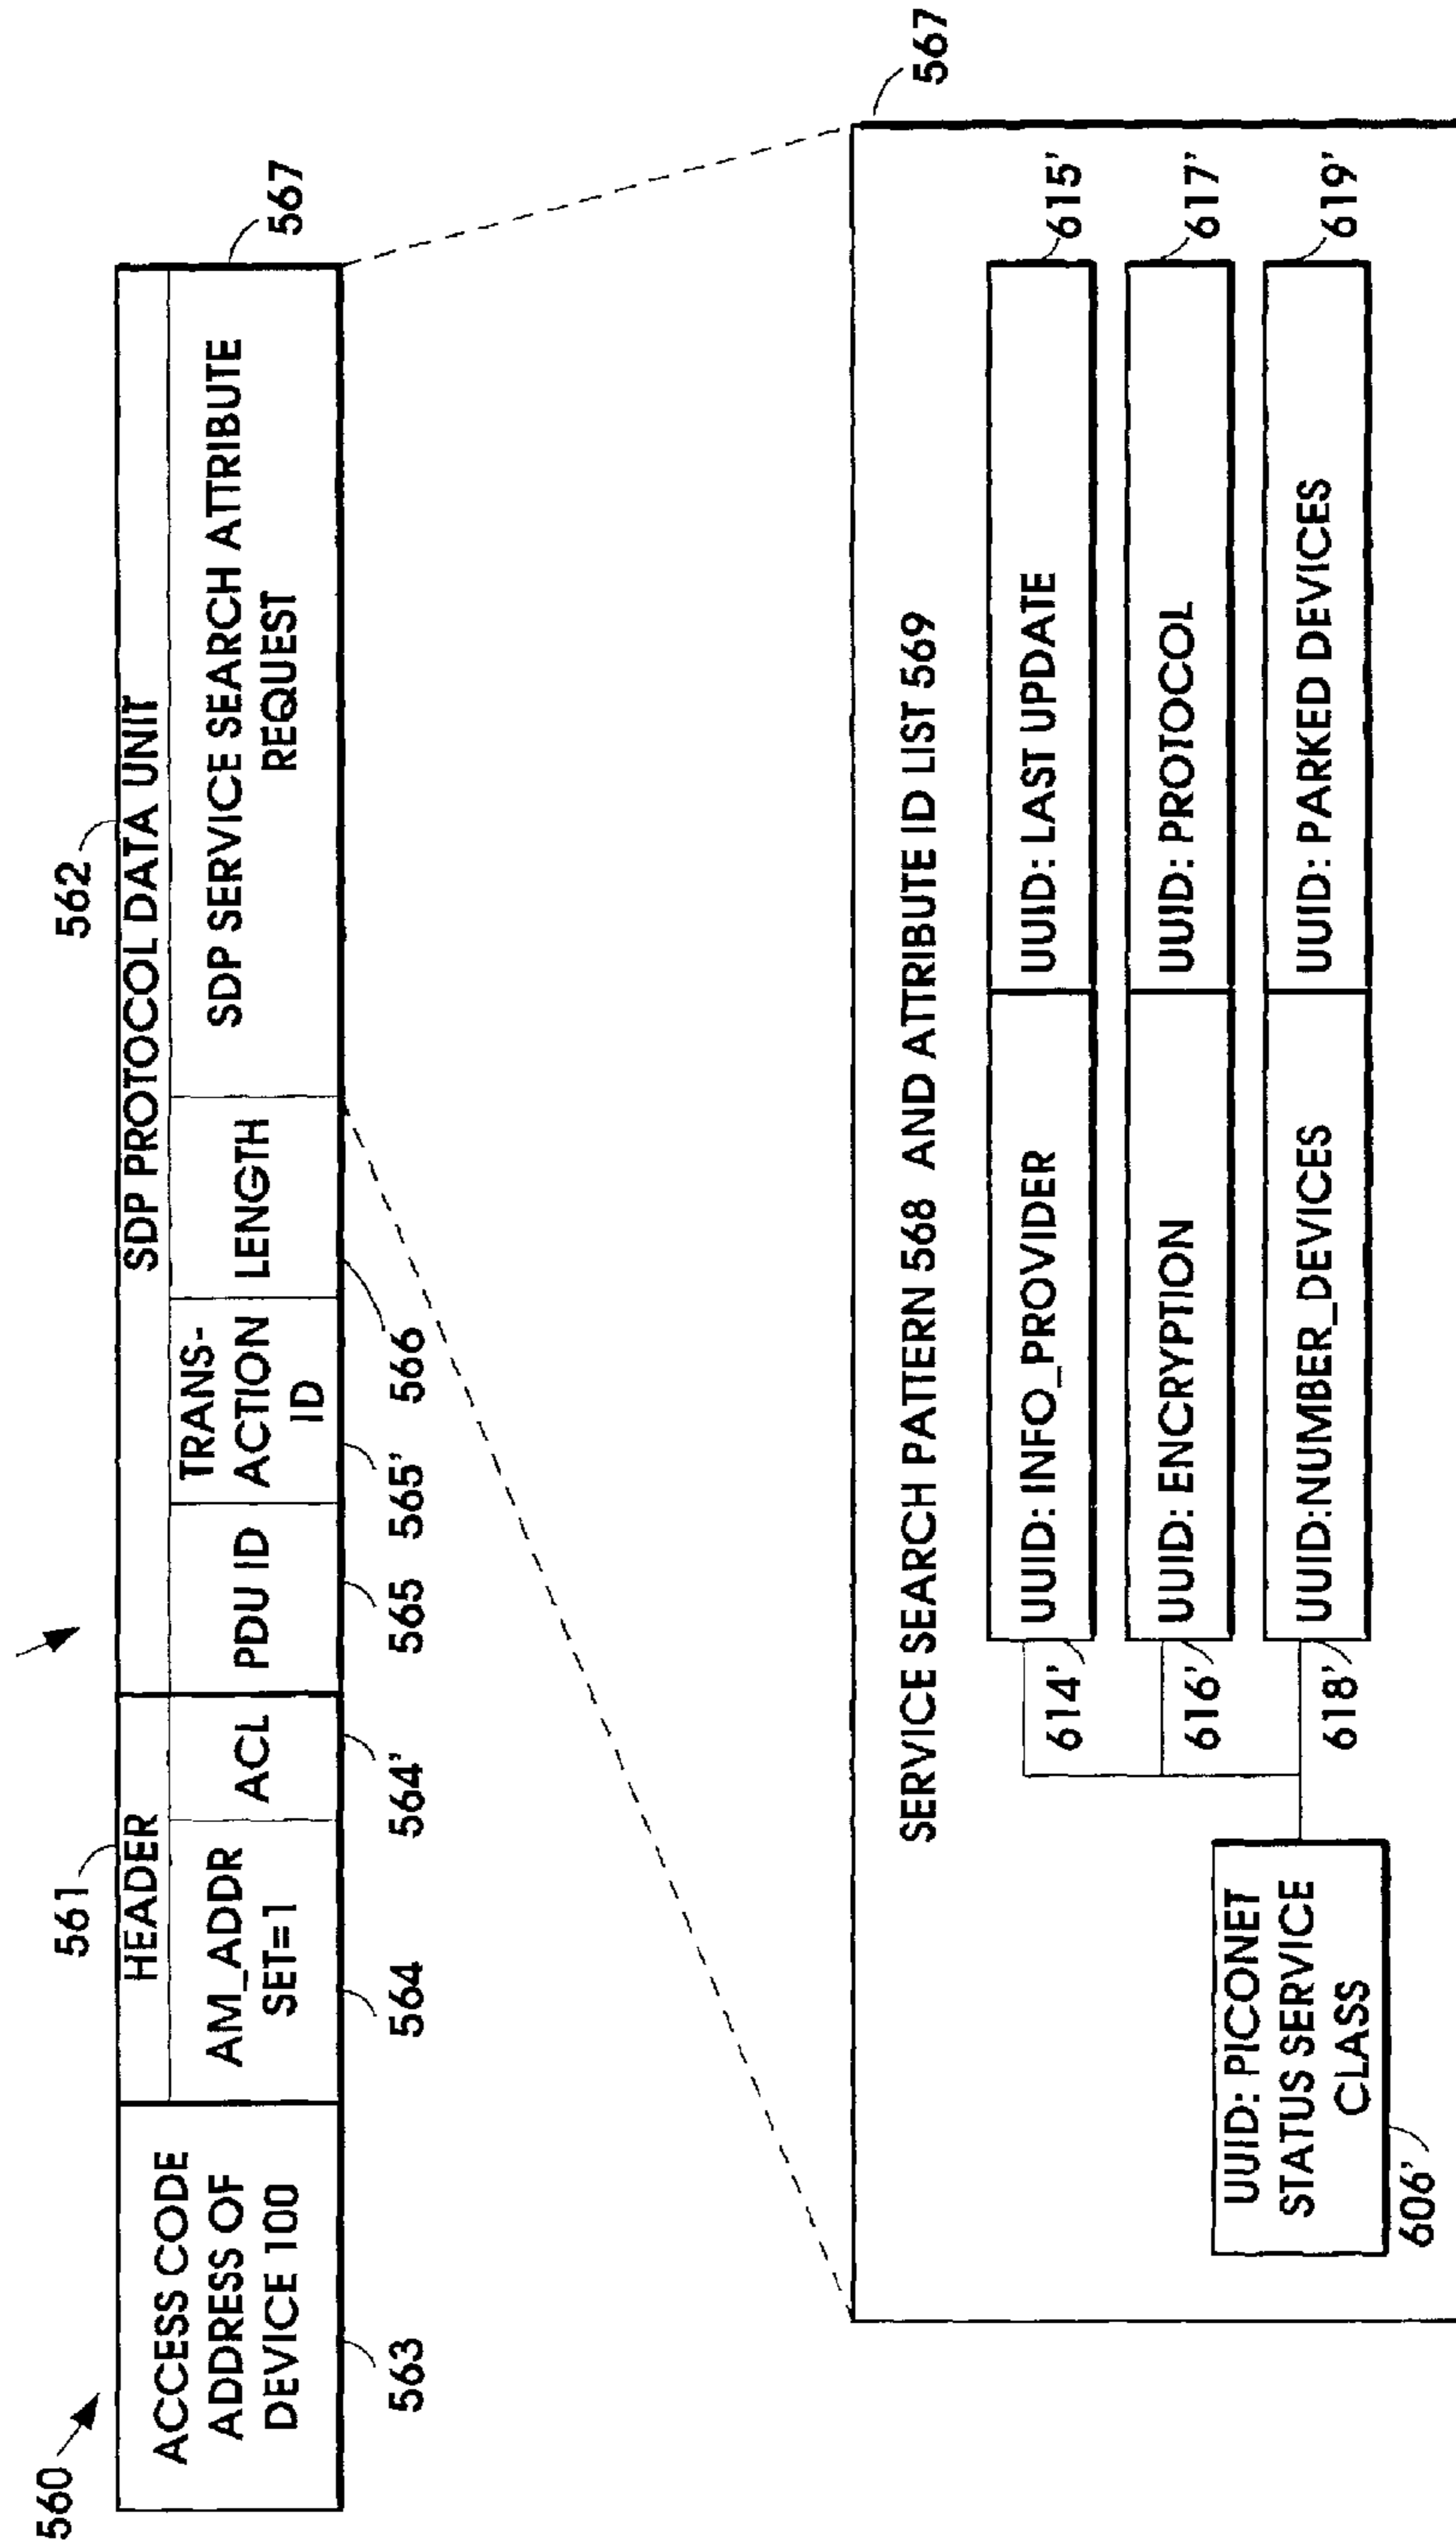 560
561
562
HEADER
SDP PROTOCOL DATA UNIT
ACCESS CODE
ADDRESS OF
DEVICE 100
AM_ADDR
SET=1
ACL
PDU ID
TRANS-
ACTION
ID
LENGTH
SDP SERVICE SEARCH ATTRIBUTE
REQUEST
563
564
564'
565
565'
566
567
567
SERVICE SEARCH PATTERN 568 AND ATTRIBUTE ID LIST 569
UUID: INFO_PROVIDER
UUID: LAST UPDATE
614'
615'
UUID: ENCRYPTION
UUID: PROTOCOL
616'
617'
UUID:NUMBER_DEVICES
UUID: PARKED DEVICES
618'
619'
UUID: PICONET
STATUS SERVICE
CLASS
606'